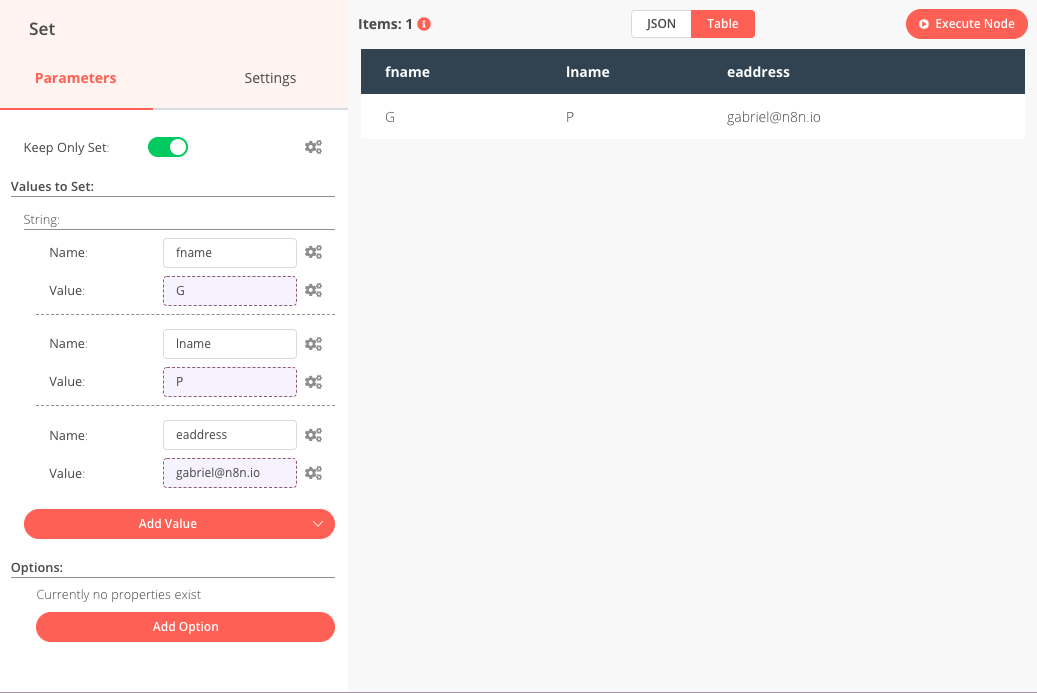 Set
Parameters
Settings
Keep Only Set:
Values to Set:
String:
Name: fname
Value: G
Name: lname
Value: P
Name: eaddress
Value: gabriel@n8n.io
Add Value
Options:
Currently no properties exist
Add Option
Items: 1
JSON
Table
Execute Node
fname lname eaddress
G P gabriel@n8n.io